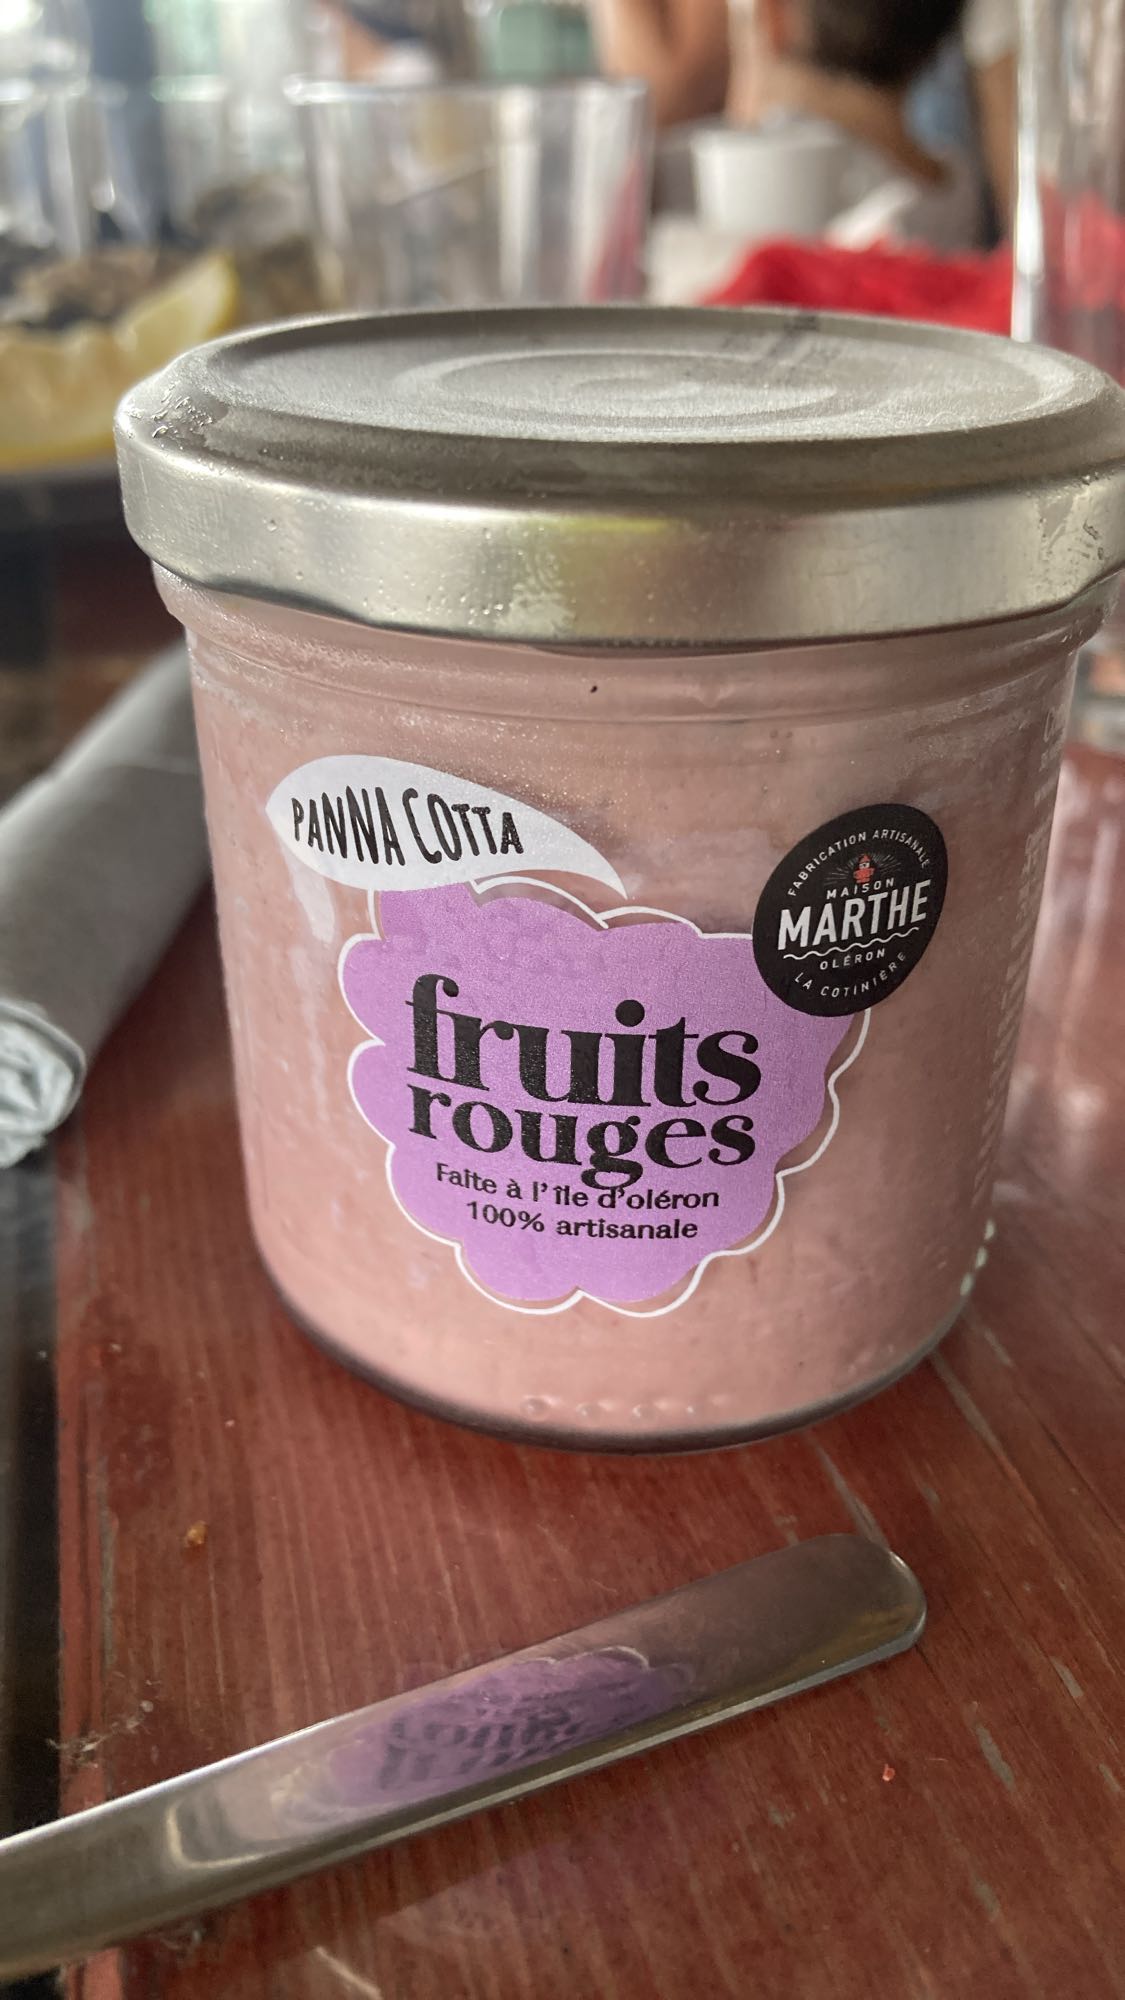 PANNA COTTA
FABRICATION ARTISANALE
MAISON
MARTHE
OLÉRON
LA COTINIÈRE
fruits
rouges
Faite à l'île d'oléron
100% artisanale